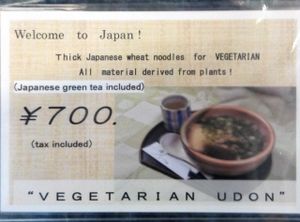 Welcome to Japan !
Thick Japanese wheat noodles for VEGETARIAN
All material derived from plants !
(Japanese green tea included)
￥700.
(tax included)
"VEGETARIAN UDON"